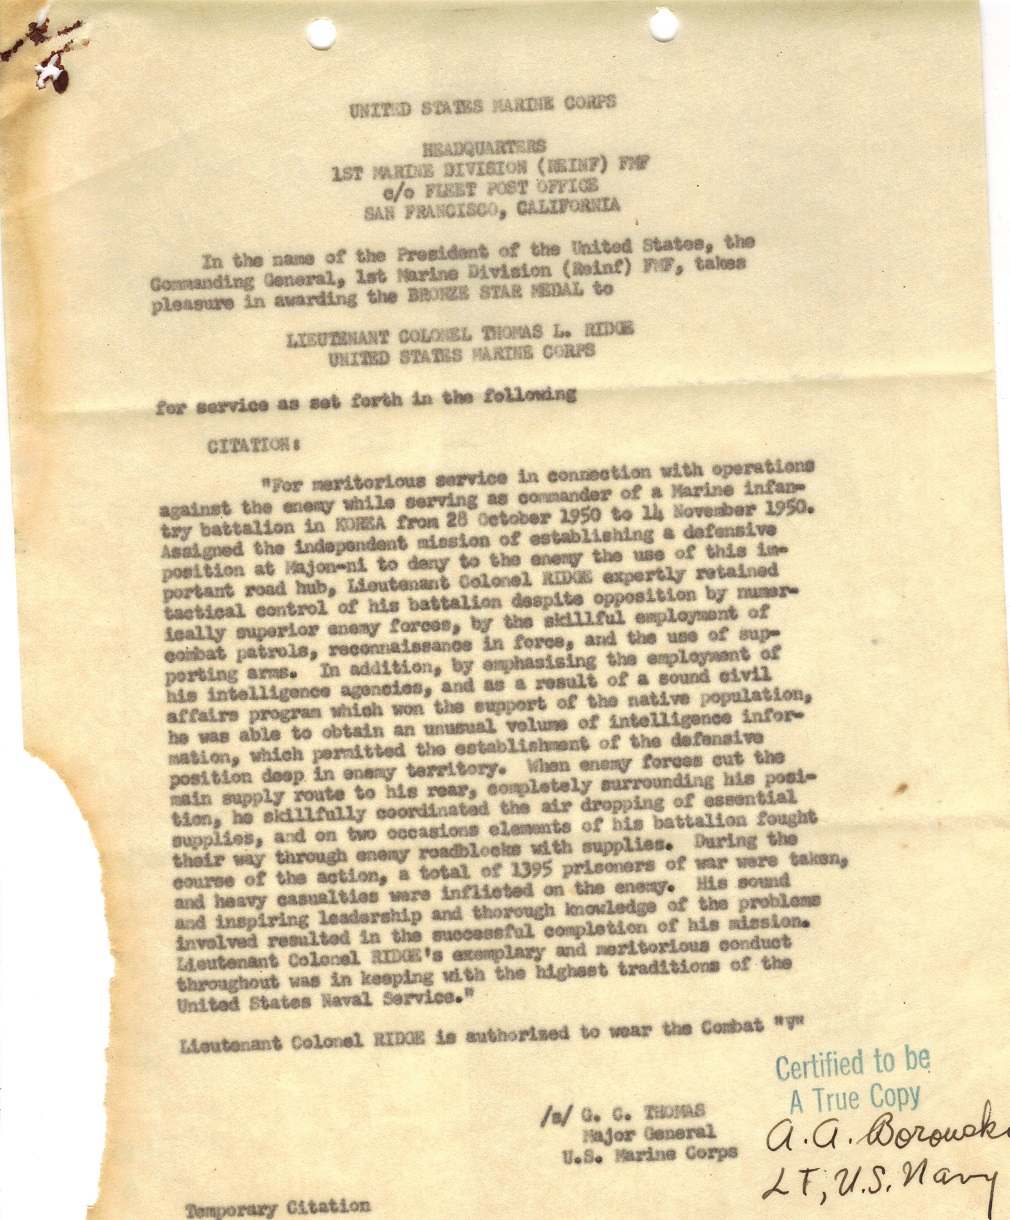 UNITED STATES MARINE CORPS
HEADQUARTERS
1ST MARINE DIVISION (REINF) FMF
c/o FLEET POST OFFICE
SAN FRANCISCO, CALIFORNIA
In the name of the President of the United States, the
Commanding General, 1st Marine Division (Reinf) FMF, takes
pleasure in awarding the BRONZE STAR MEDAL to
LIEUTENANT COLONEL THOMAS L. RIDGE
UNITED STATES MARINE CORPS
for service as set forth in the following
CITATION:
"For meritorious service in connection with operations
against the enemy while serving as commander of a Marine infan-
try battalion in KOREA from 28 October 1950 to 14 November 1950.
Assigned the independent mission of establishing a defensive
position at Majon-ni to deny to the enemy the use of this im-
portant road hub, Lieutenant Colonel RIDGE expertly retained
tactical control of his battalion despite opposition by numer-
ically superior enemy forces, by the skillful employment of
combat patrols, reconnaissance in force, and the use of sup-
porting arms. In addition, by emphasising the employment of
his intelligence agencies, and as a result of a sound civil
affairs program which won the support of the native population,
he was able to obtain an unusual volume of intelligence infor-
mation, which permitted the establishment of the defensive
position deep in enemy territory. When enemy forces cut the
main supply route to his rear, completely surrounding his posi-
tion, he skillfully coordinated the air dropping of essential
supplies, and on two occasions elements of his battalion fought
their way through enemy roadblocks with supplies. During the
course of the action, a total of 1395 prisoners of war were taken,
and heavy casualties were inflicted on the enemy. His sound
and inspiring leadership and thorough knowledge of the problems
involved resulted in the successful completion of his mission.
Lieutenant Colonel RIDGE's exemplary and meritorious conduct
throughout was in keeping with the highest traditions of the
United States Naval Service."
Lieutenant Colonel RIDGE is authorized to wear the Combat "V"
Certified to be
A True Copy
/s/ G. C. THOMAS
Major General
U.S. Marine Corps
A. A.
LT, U.S. Navy
Temporary Citation